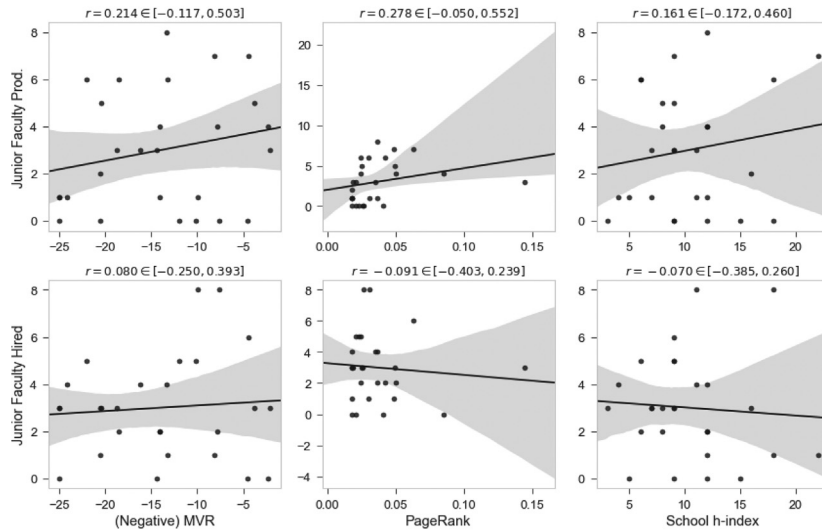 r = 0.214 ∈ [−0.117, 0.503]
r = 0.278 ∈ [−0.050, 0.552]
r = 0.161 ∈ [−0.172, 0.460]
Junior Faculty Prod.
8
6
4
2
0
−25 −20 −15 −10 −5
20
15
10
5
0
0.00 0.05 0.10 0.15
8
6
4
2
0
5 10 15 20
r = 0.080 ∈ [−0.250, 0.393]
r = −0.091 ∈ [−0.403, 0.239]
r = −0.070 ∈ [−0.385, 0.260]
Junior Faculty Hired
8
6
4
2
0
−25 −20 −15 −10 −5
(Negative) MVR
8
6
4
2
0
−2
−4
0.00 0.05 0.10 0.15
PageRank
8
6
4
2
0
5 10 15 20
School h-index